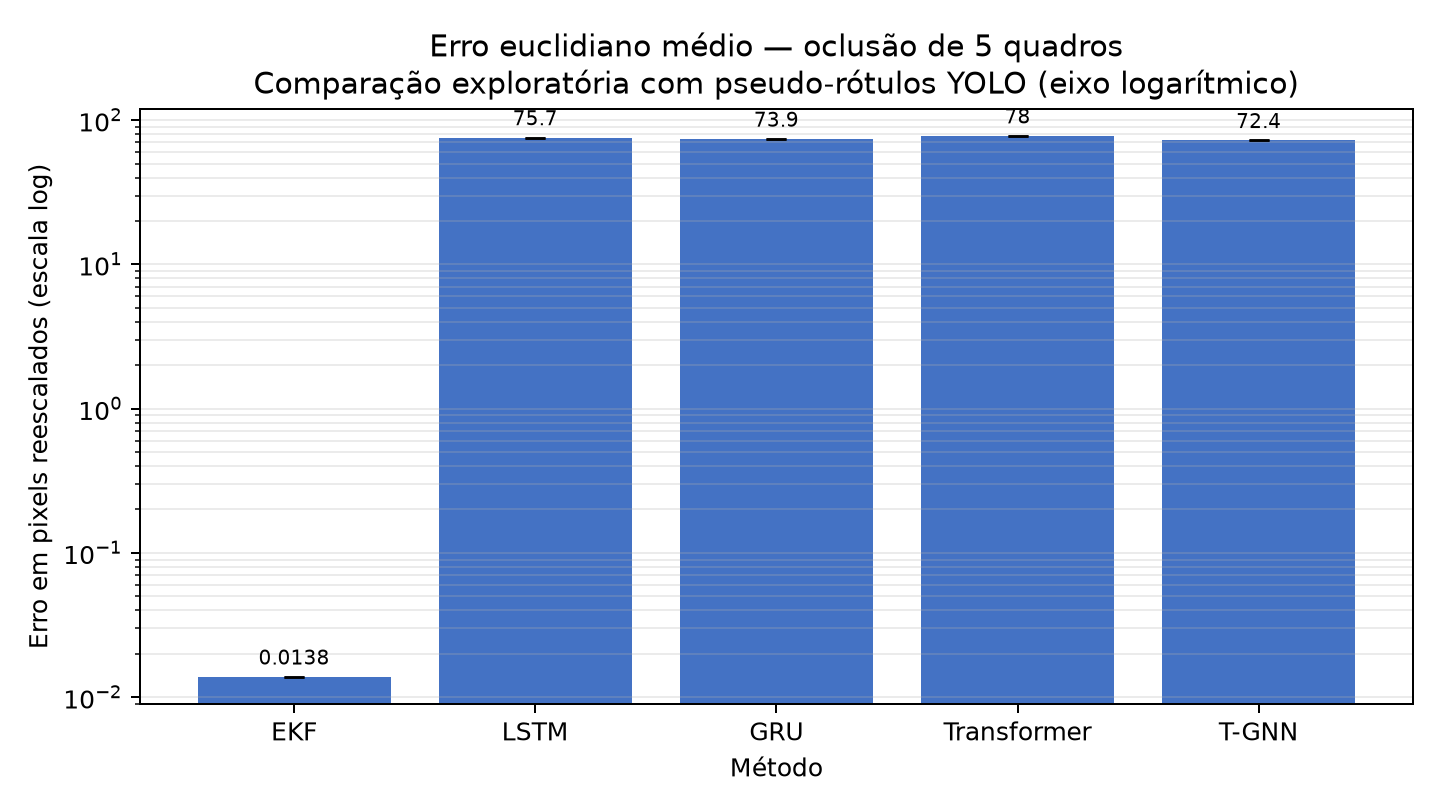 Erro euclidiano médio — oclusão de 5 quadros
Comparação exploratória com pseudo-rótulos YOLO (eixo logarítmico)
Erro em pixels reescalados (escala log)
10²
10¹
10⁰
10⁻¹
10⁻²
0.0138
75.7
73.9
78
72.4
EKF
LSTM
GRU
Transformer
T-GNN
Método